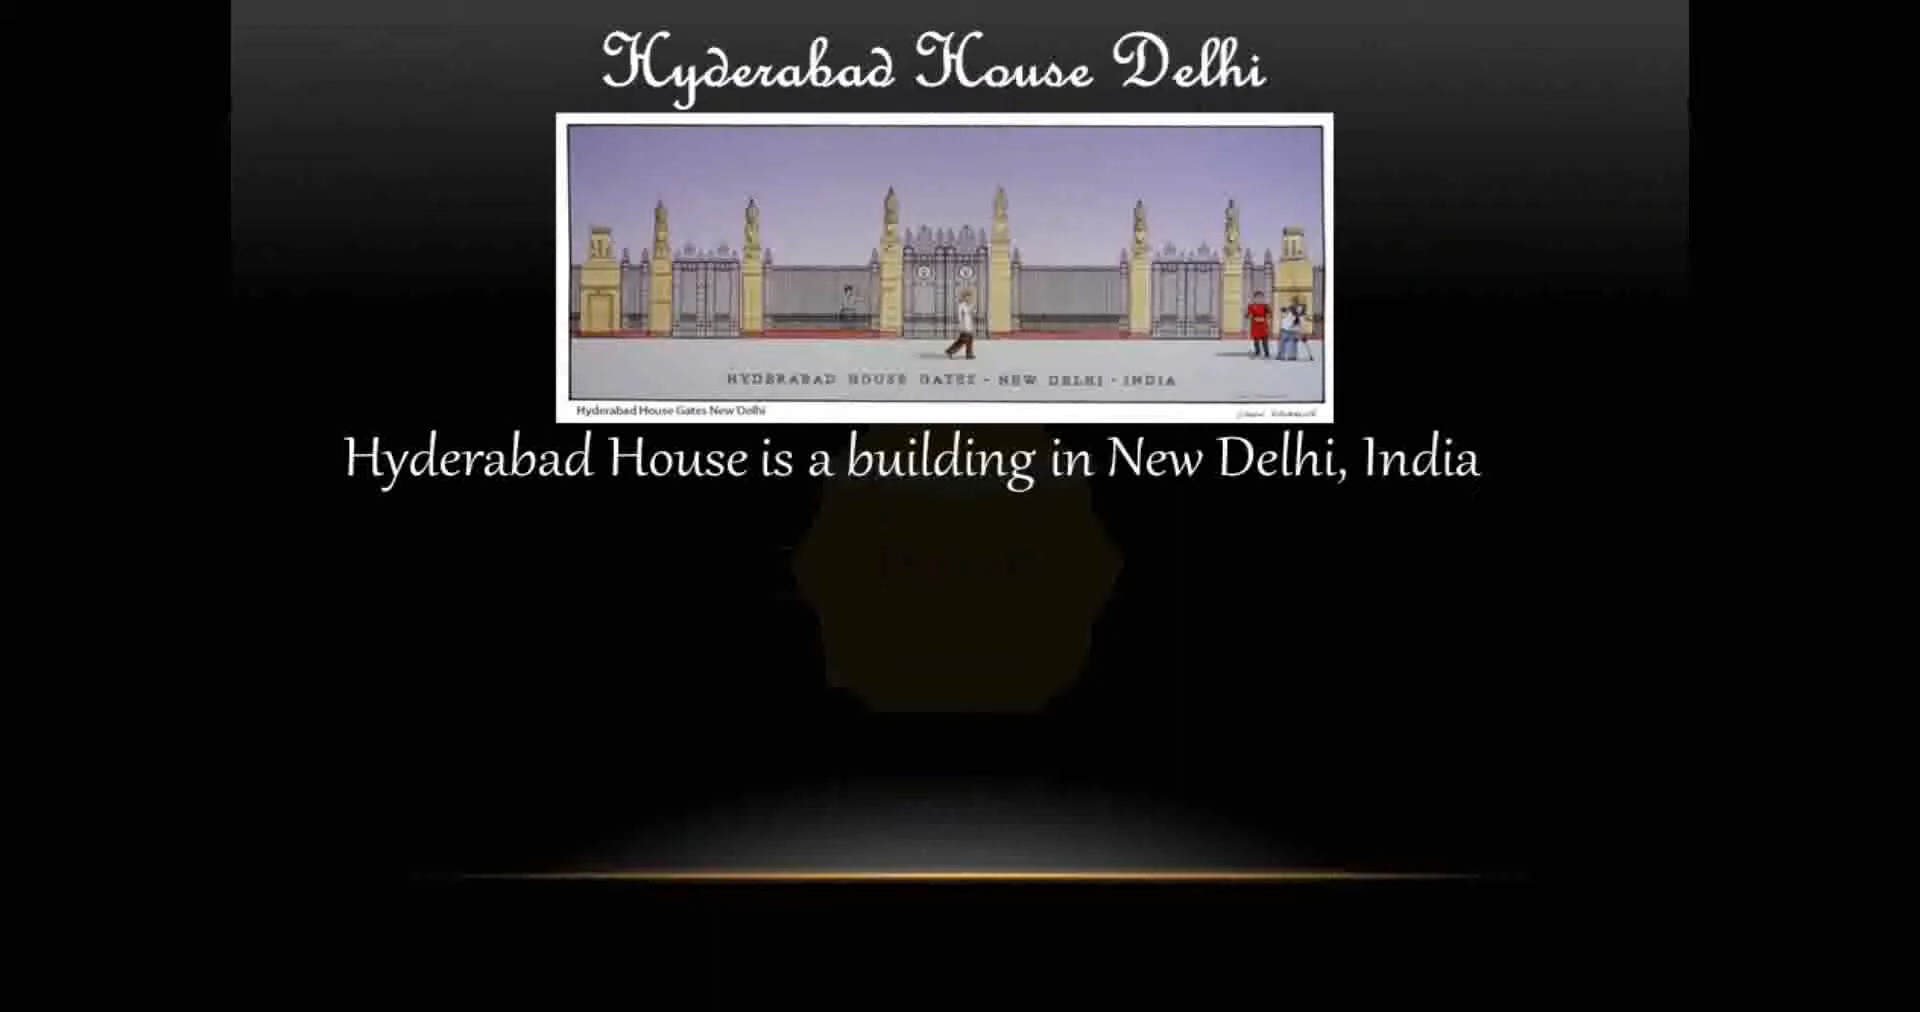 Hyderabad House Delhi
HYDERABAD HOUSE GATES - NEW DELHI - INDIA
Hyderabad House Gates New Delhi
Hyderabad House is a building in New Delhi, India